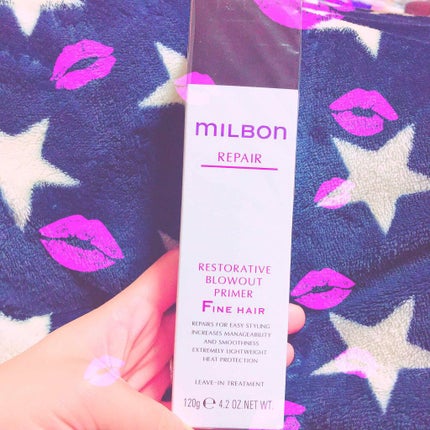 MILBON
REPAIR
RESTORATIVE
BLOWOUT
PRIMER
FINE HAIR
REPAIRS FOR EASY STYLING
INCREASES MANAGEABILITY
AND SMOOTHNESS
EXTREMELY LIGHTWEIGHT
HEAT PROTECTION
LEAVE-IN TREATMENT
120g ℮ 4.2 OZ. NET WT.